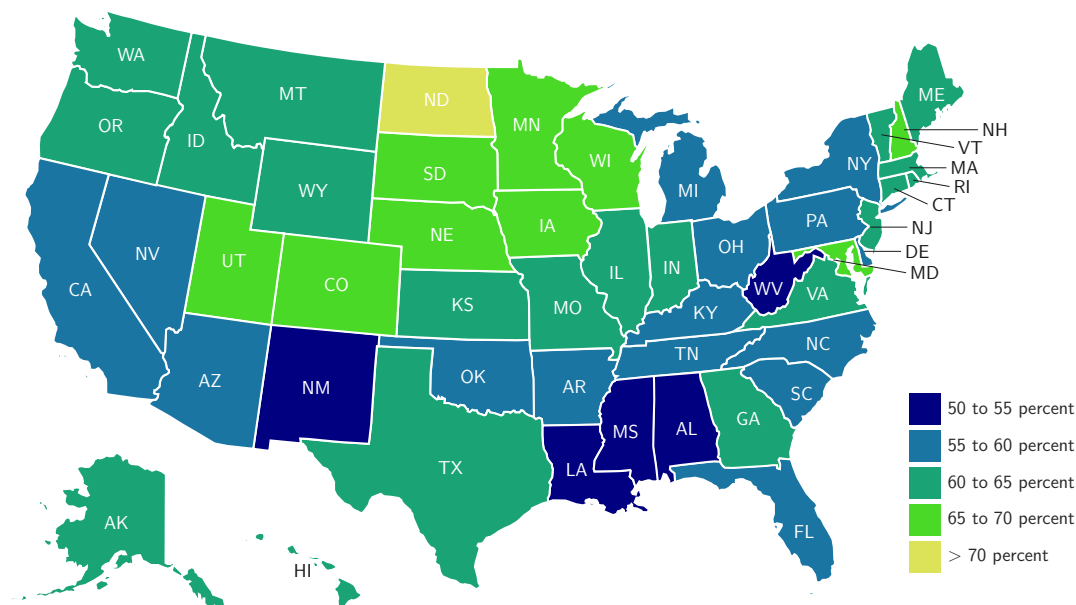 WA
MT
ND
MN
ME
OR
ID
NH
VT
WI
SD
NY
MA
WY
MI
RI
CT
PA
IA
NJ
NE
OH
NV
DE
UT
IL
IN
MD
CO
CA
WV
VA
KS
MO
KY
NC
TN
AZ
NM
OK
AR
SC
50 to 55 percent
GA
MS
AL
55 to 60 percent
TX
LA
60 to 65 percent
AK
65 to 70 percent
FL
> 70 percent
HI